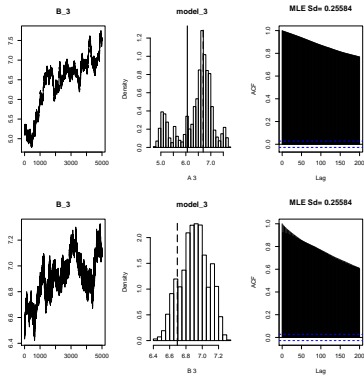 B_3
model_3
MLE Sd= 0.25584
5.0 5.5 6.0 6.5 7.0 7.5
0 1000 3000 5000
Density
0.0 0.2 0.4 0.6 0.8 1.0 1.2
5.0 6.0 7.0
A 3
ACF
0.0 0.2 0.4 0.6 0.8 1.0
0 50 100 150 200
Lag
B_3
model_3
MLE Sd= 0.25584
6.4 6.6 6.8 7.0 7.2
0 1000 3000 5000
Density
0.0 0.5 1.0 1.5 2.0
6.4 6.6 6.8 7.0 7.2
B 3
ACF
0.0 0.2 0.4 0.6 0.8 1.0
0 50 100 150 200
Lag